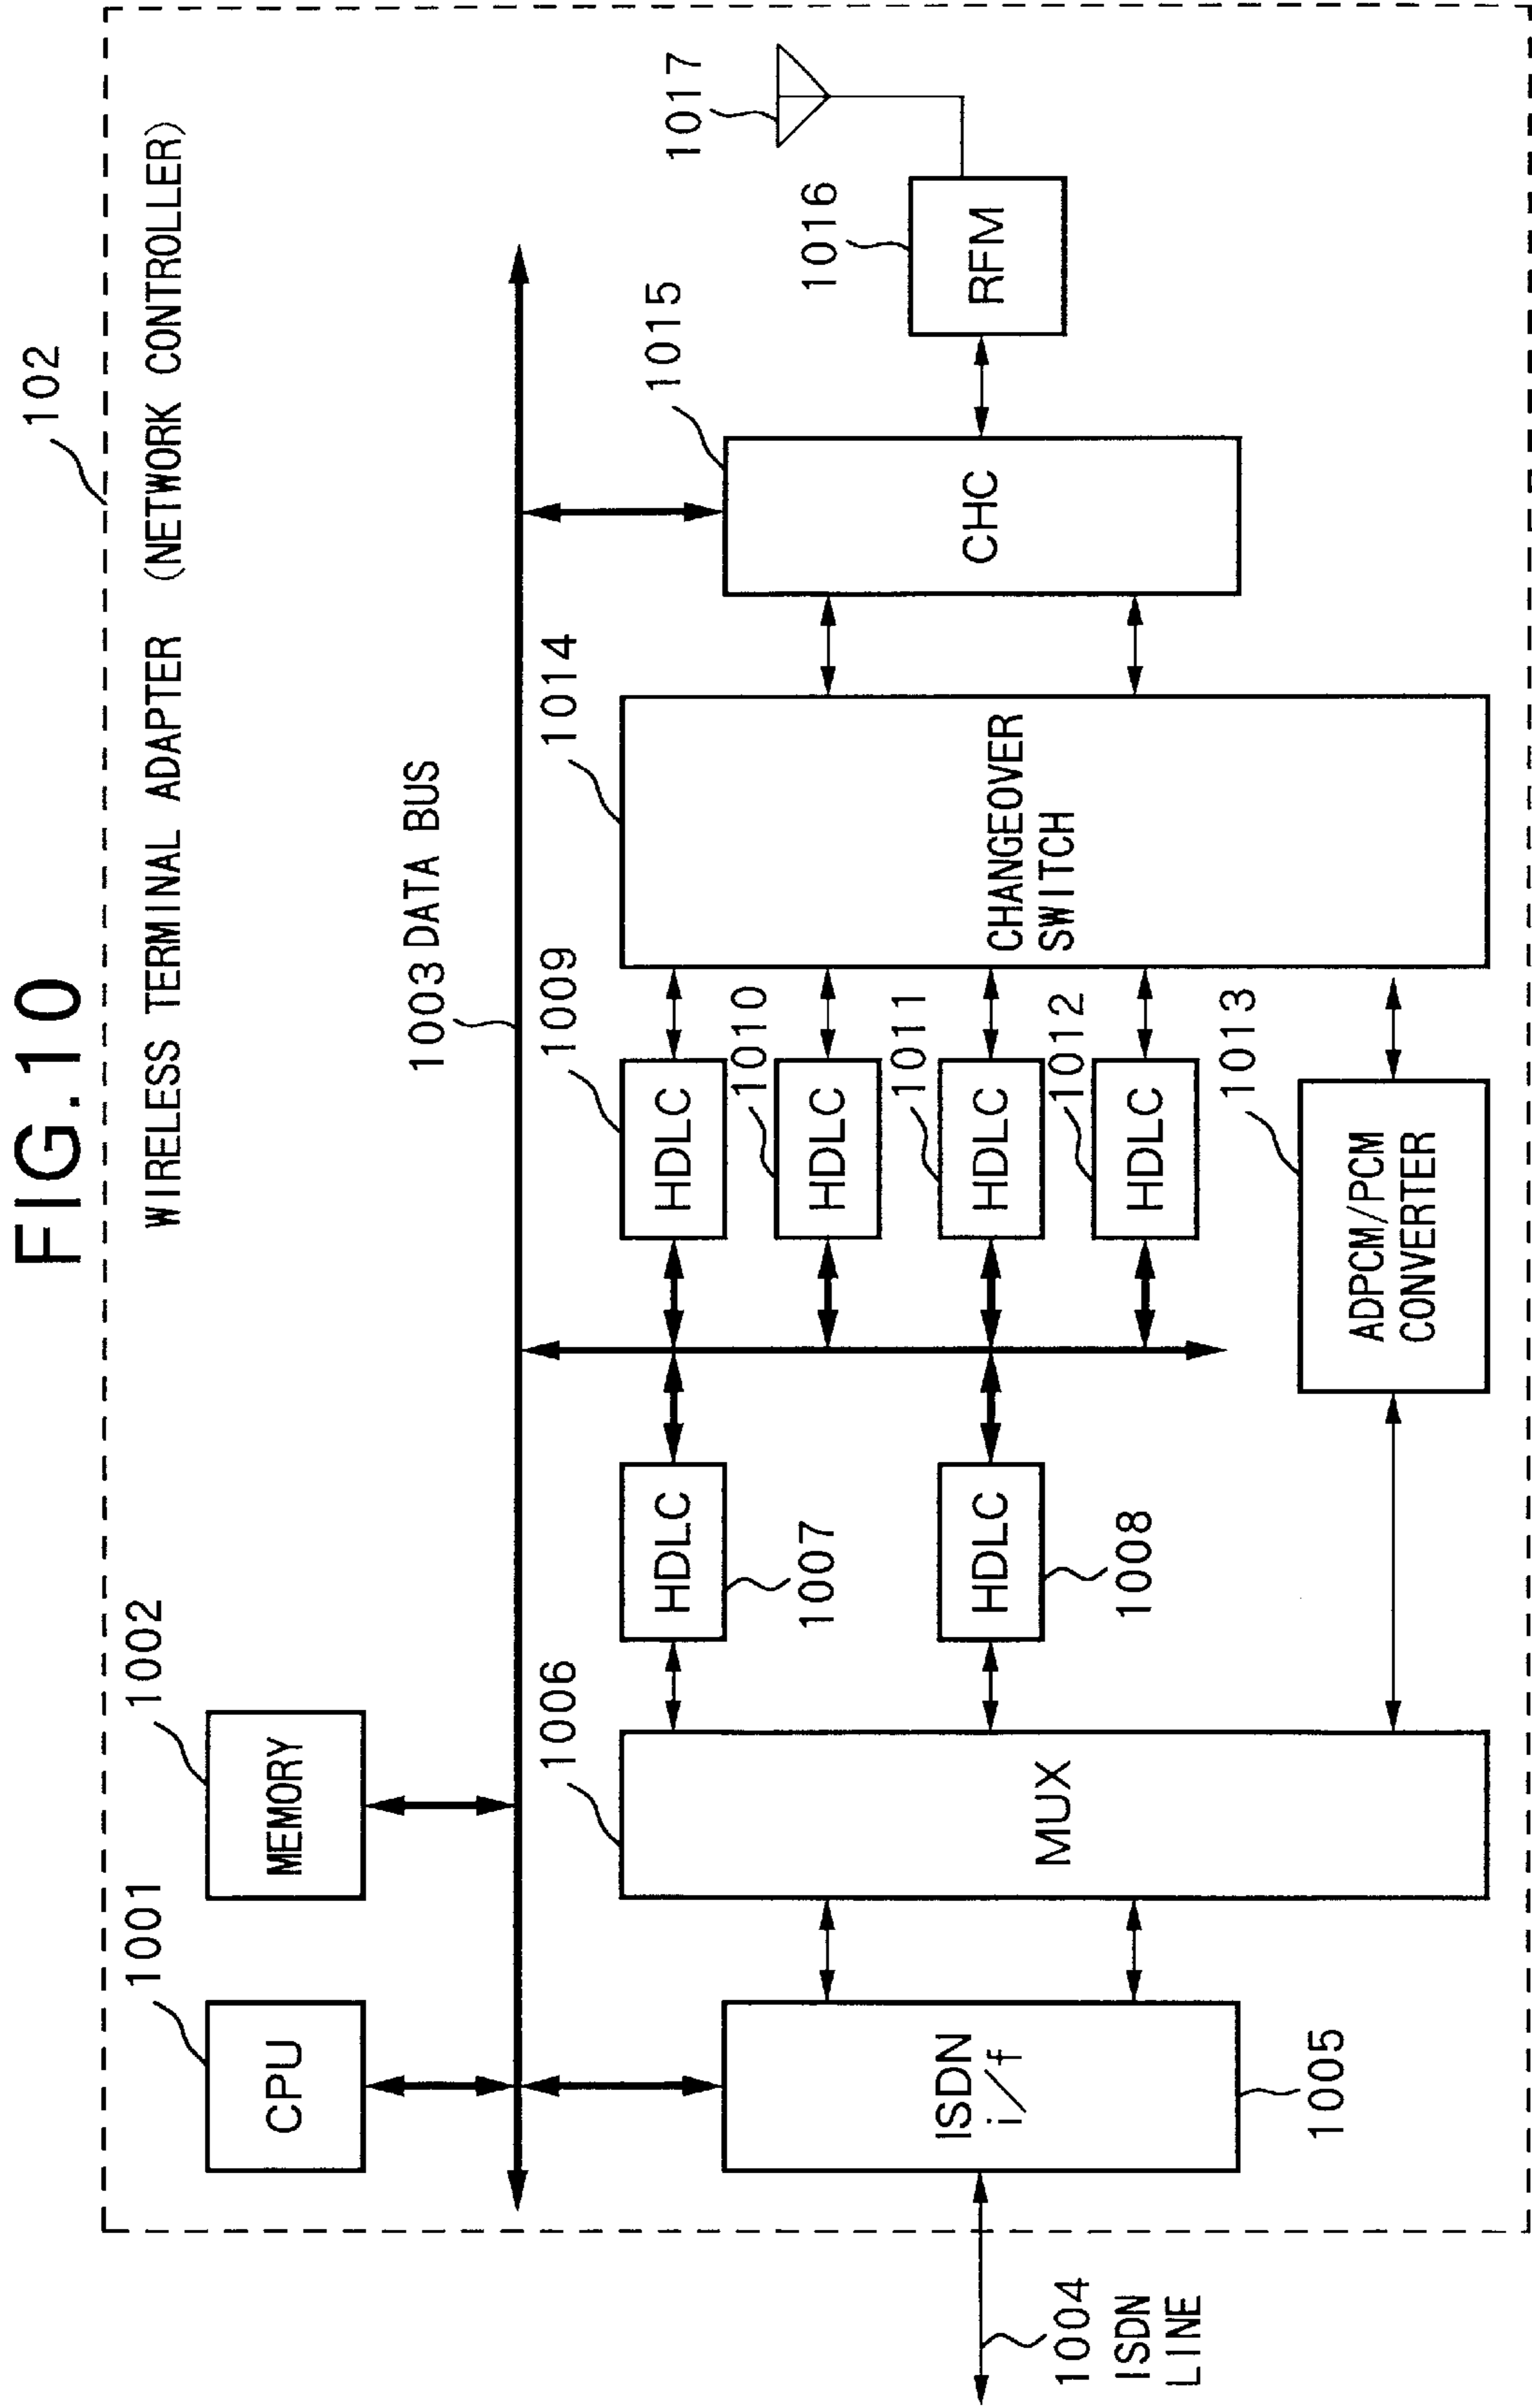 FIG.10
102
WIRELESS TERMINAL ADAPTER (NETWORK CONTROLLER)
1001
CPU
1002
MEMORY
1003 DATA BUS
1004
ISDN
LINE
ISDN
i/f
1005
1006
MUX
HDLC
1007
HDLC
1008
1009
HDLC
1010
HDLC
1011
HDLC
1012
HDLC
1013
ADPCM/PCM
CONVERTER
1014
CHANGEOVER
SWITCH
1015
CHC
1016
RFM
1017